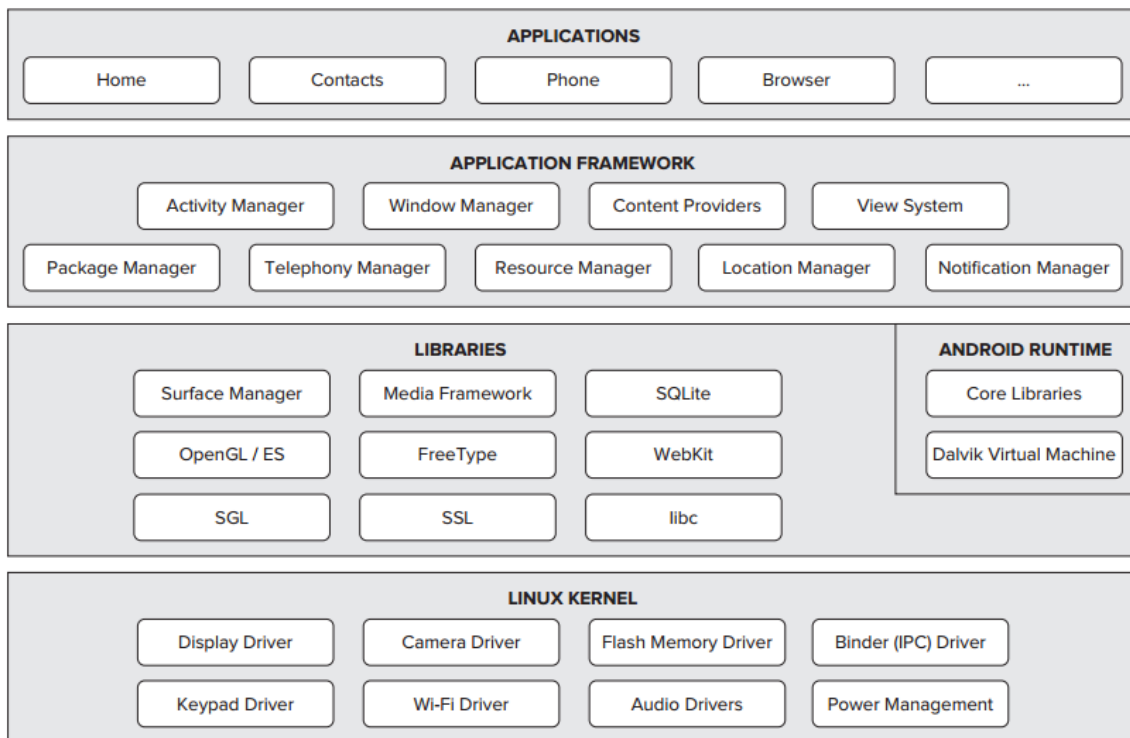 APPLICATIONS
Home Contacts Phone Browser ...
APPLICATION FRAMEWORK
Activity Manager Window Manager Content Providers View System
Package Manager Telephony Manager Resource Manager Location Manager Notification Manager
LIBRARIES ANDROID RUNTIME
Surface Manager Media Framework SQLite Core Libraries
OpenGL / ES FreeType WebKit Dalvik Virtual Machine
SGL SSL libc
LINUX KERNEL
Display Driver Camera Driver Flash Memory Driver Binder (IPC) Driver
Keypad Driver Wi-Fi Driver Audio Drivers Power Management